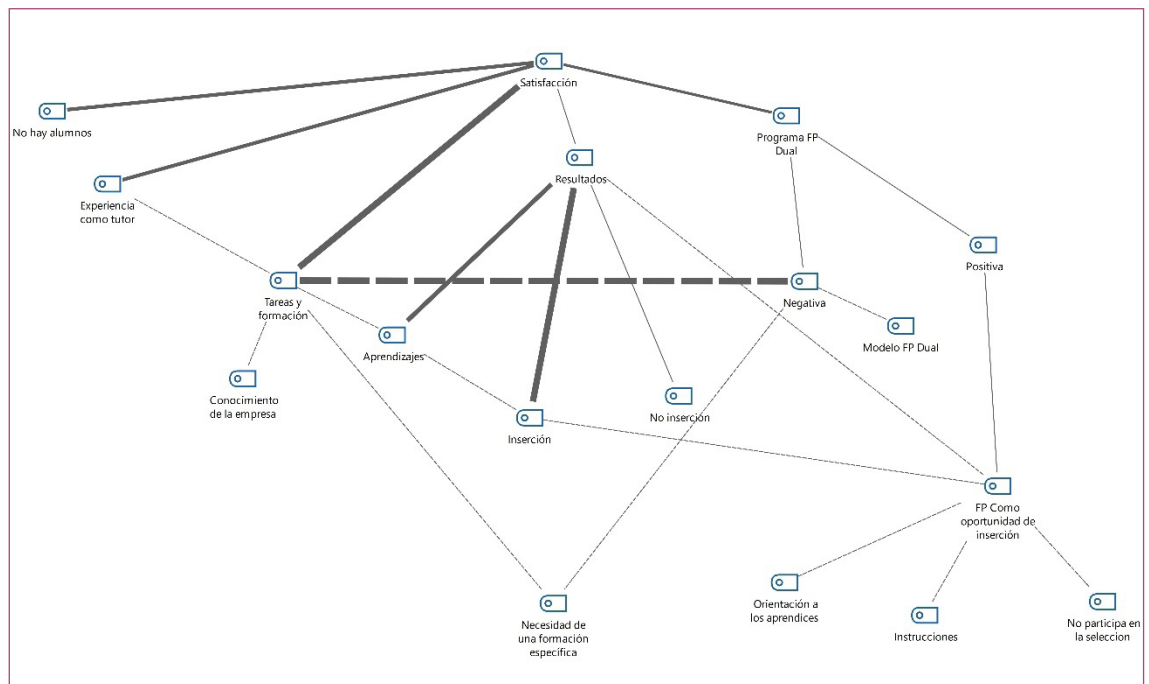 Satisfacción
No hay alumnos
Programa FP
Dual
Resultados
Experiencia
como tutor
Positiva
Tareas y
formación
Negativa
Aprendizajes
Modelo FP Dual
Conocimiento
de la empresa
No inserción
Inserción
FP Como
oportunidad de
inserción
Orientación a
los aprendices
Necesidad de
una formación
específica
Instrucciones
No participa en
la seleccion